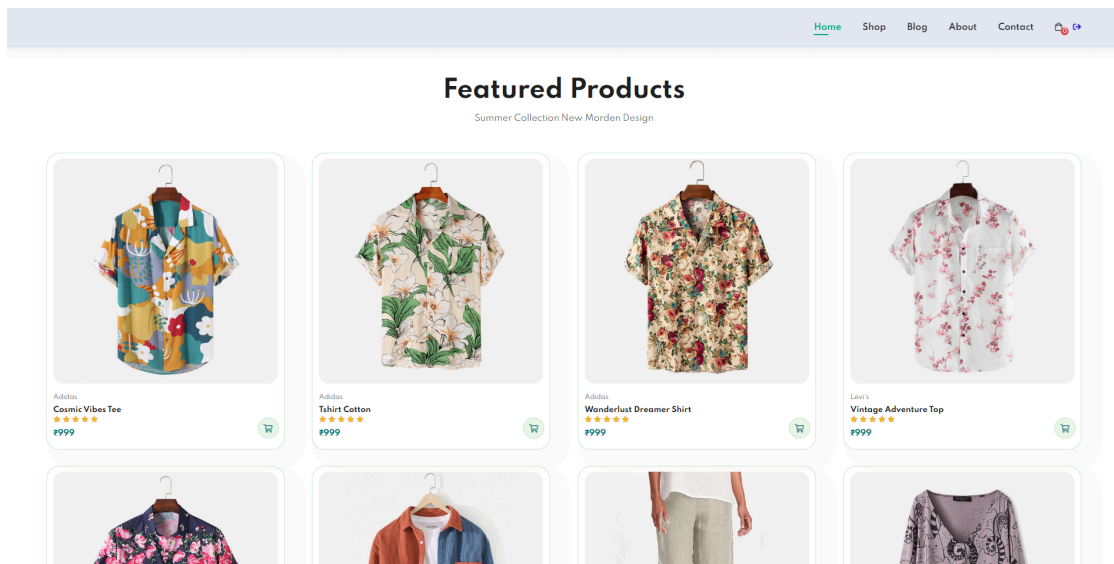 Home Shop Blog About Contact 0
Featured Products
Summer Collection New Morden Design
Adidas
Cosmic Vibes Tee
₹999
Adidas
Tshirt Cotton
₹999
Adidas
Wanderlust Dreamer Shirt
₹999
Levi's
Vintage Adventure Top
₹999